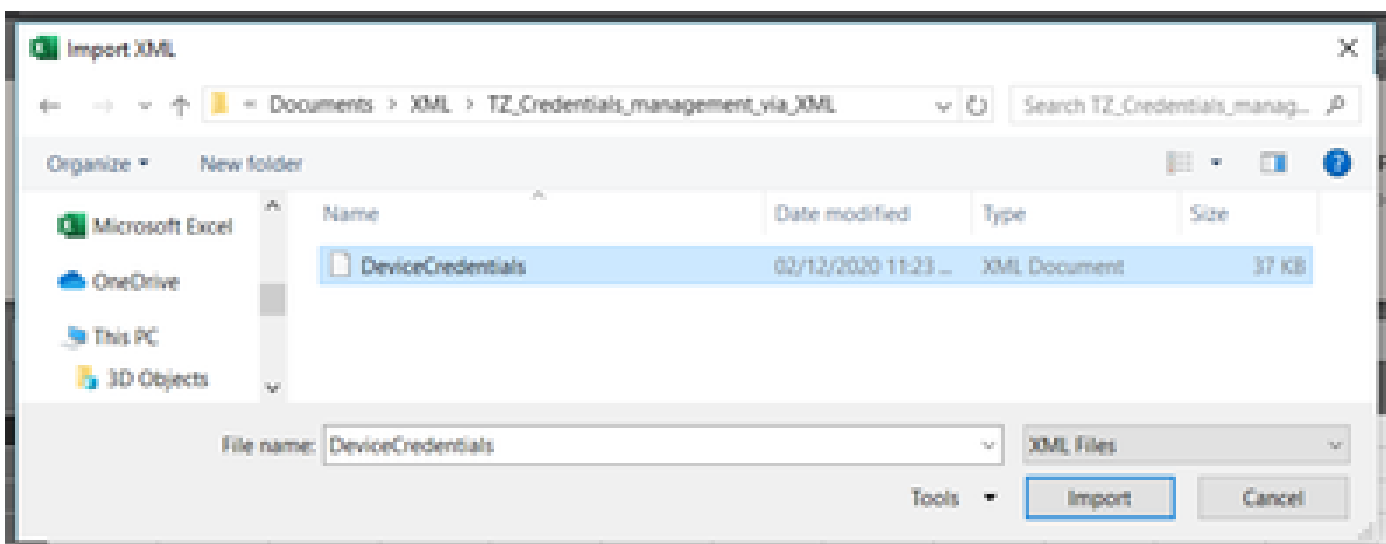 Import XML
« Documents > XML > TZ_Credentials_management_via_XML
Search TZ_Credentials_manag...
Organize
New folder
Name Date modified Type Size
Microsoft Excel
DeviceCredentials 02/12/2020 11:23 ... XML Document 37 KB
OneDrive
This PC
3D Objects
File name: DeviceCredentials XML Files
Tools Import Cancel